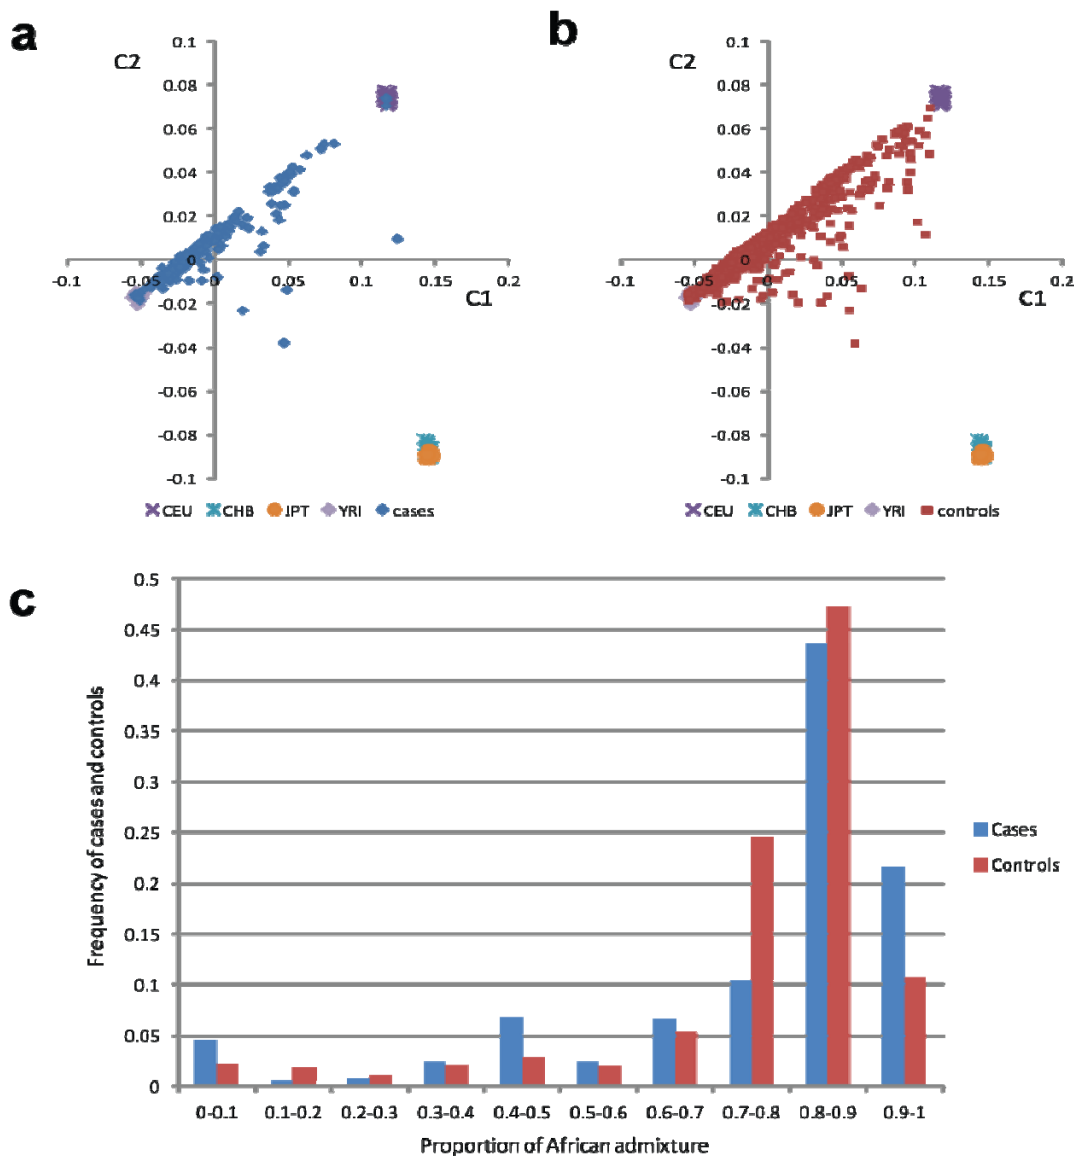 a
C2
0.1
0.08
0.06
0.04
0.02
0
-0.02
-0.04
-0.06
-0.08
-0.1
-0.1 -0.05 0 0.05 0.1 0.15 0.2
C1
CEU CHB JPT YRI cases
b
C2
0.1
0.08
0.06
0.04
0.02
0
-0.02
-0.04
-0.06
-0.08
-0.1
-0.1 -0.05 0 0.05 0.1 0.15 0.2
C1
CEU CHB JPT YRI controls
c
Frequency of cases and controls
0.5
0.45
0.4
0.35
0.3
0.25
0.2
0.15
0.1
0.05
0
0-0.1 0.1-0.2 0.2-0.3 0.3-0.4 0.4-0.5 0.5-0.6 0.6-0.7 0.7-0.8 0.8-0.9 0.9-1
Proportion of African admixture
Cases
Controls